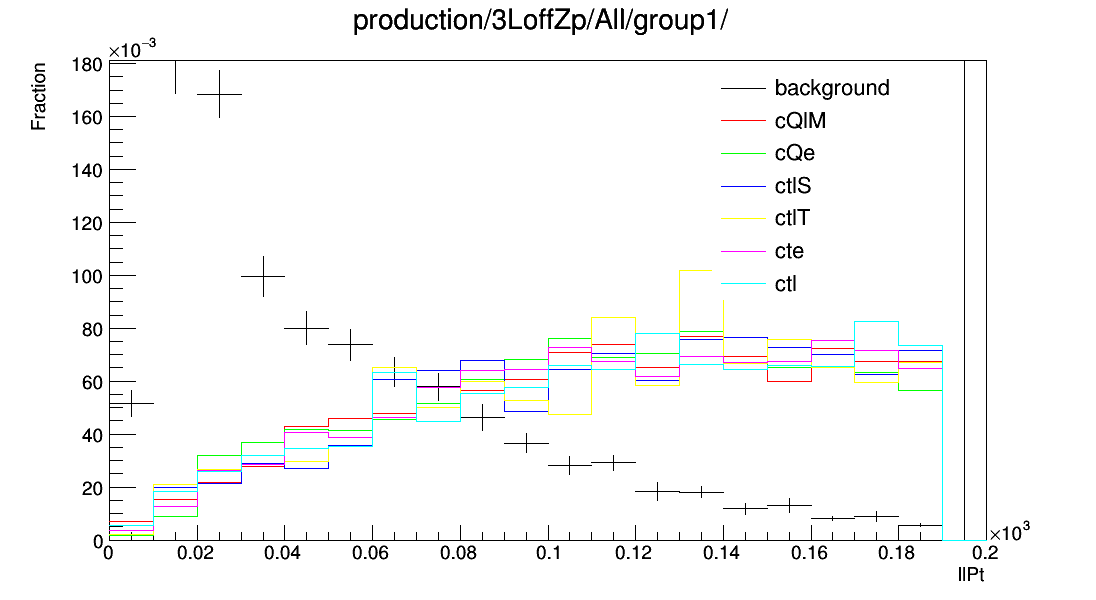 production/3LoffZp/All/group1/
×10⁻³
Fraction
180
160
140
120
100
80
60
40
20
0
background
cQlM
cQe
ctlS
ctlT
cte
ctl
0 0.02 0.04 0.06 0.08 0.1 0.12 0.14 0.16 0.18 0.2
×10³
llPt